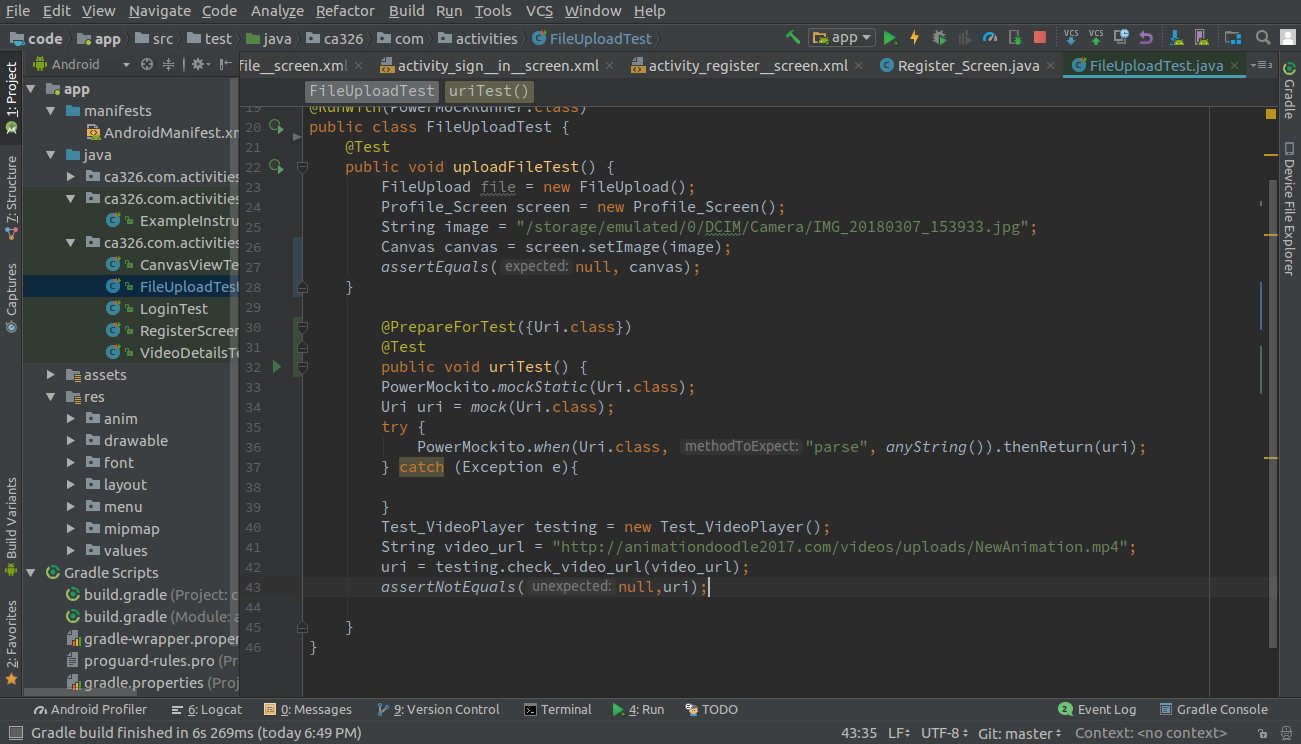 File Edit View Navigate Code Analyze Refactor Build Run Tools VCS Window Help
code app src test java ca326 com activities FileUploadTest app VCS VCS
Android file__screen.xml activity_sign__in__screen.xml activity_register__screen.xml Register_Screen.java FileUploadTest.java 3
1: Project
Z: Structure
Captures
Build Variants
2: Favorites
app
manifests
AndroidManifest.xm
java
ca326.com.activities
ca326.com.activities
ExampleInstru
ca326.com.activities
CanvasViewTe
FileUploadTest
LoginTest
RegisterScreen
VideoDetailsTe
assets
res
anim
drawable
font
layout
menu
mipmap
values
Gradle Scripts
build.gradle (Project: c
build.gradle (Module: a
gradle-wrapper.proper
proguard-rules.pro (Pr
gradle.properties (Proj
FileUploadTest uriTest()
19 @RunWith(PowerMockRunner.class)
20 public class FileUploadTest {
21 @Test
22 public void uploadFileTest() {
23 FileUpload file = new FileUpload();
24 Profile_Screen screen = new Profile_Screen();
25 String image = "/storage/emulated/0/DCIM/Camera/IMG_20180307_153933.jpg";
26 Canvas canvas = screen.setImage(image);
27 assertEquals( expected: null, canvas);
28 }
29
30 @PrepareForTest({Uri.class})
31 @Test
32 public void uriTest() {
33 PowerMockito.mockStatic(Uri.class);
34 Uri uri = mock(Uri.class);
35 try {
36 PowerMockito.when(Uri.class, methodToExpect: "parse", anyString()).thenReturn(uri);
37 } catch (Exception e){
38
39 }
40 Test_VideoPlayer testing = new Test_VideoPlayer();
41 String video_url = "http://animationdoodle2017.com/videos/uploads/NewAnimation.mp4";
42 uri = testing.check_video_url(video_url);
43 assertNotEquals( unexpected: null,uri);
44
45 }
46 }
Gradle
Device File Explorer
Android Profiler 6: Logcat 0: Messages 9: Version Control Terminal 4: Run TODO 2 Event Log Gradle Console
Gradle build finished in 6s 269ms (today 6:49 PM) 43:35 LF UTF-8 Git: master Context: <no context>